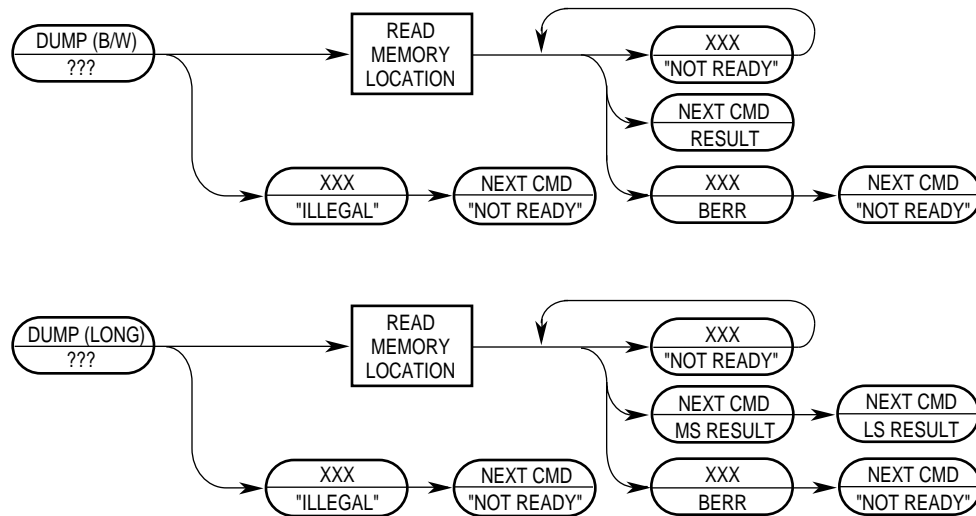 DUMP (B/W)
???
READ
MEMORY
LOCATION
XXX
"NOT READY"
NEXT CMD
RESULT
XXX
"ILLEGAL"
NEXT CMD
"NOT READY"
XXX
BERR
NEXT CMD
"NOT READY"
DUMP (LONG)
???
READ
MEMORY
LOCATION
XXX
"NOT READY"
NEXT CMD
MS RESULT
NEXT CMD
LS RESULT
XXX
"ILLEGAL"
NEXT CMD
"NOT READY"
XXX
BERR
NEXT CMD
"NOT READY"